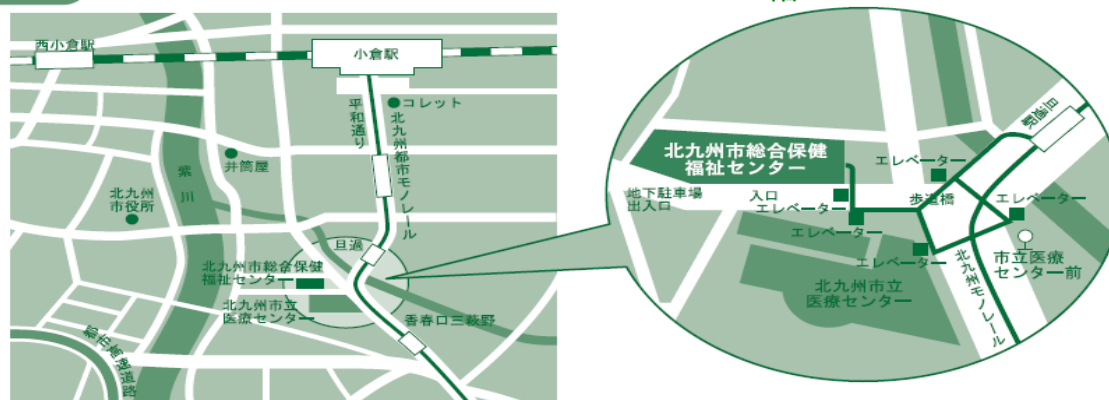 西小倉駅
小倉駅
コレット
平和通り
北九州都市モノレール
井筒屋
紫川
北九州
市役所
旦過
北九州市総合保健
福祉センター
北九州市立
医療センター
香春口三萩野
都市高速道路
旦過駅
北九州市総合保健
福祉センター
エレベーター
地下駐車場
出入口
入口
エレベーター
歩道橋
エレベーター
エレベーター
エレベーター
市立医療
センター前
北九州市立
医療センター
北九州モノレール